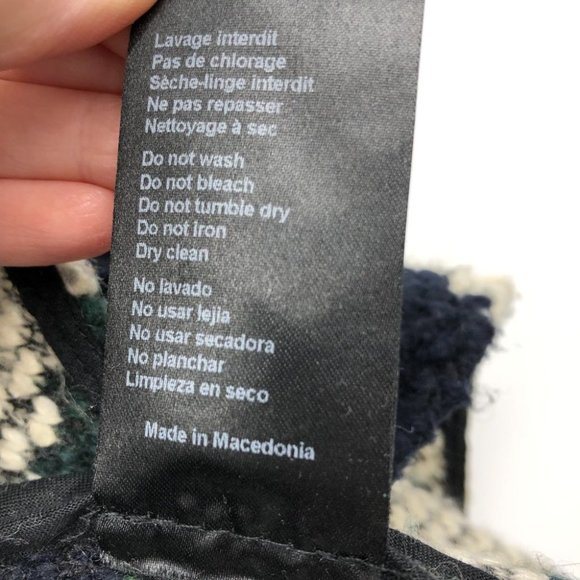 Lavage interdit
Pas de chlorage
Sèche-linge interdit
Ne pas repasser
Nettoyage à sec
Do not wash
Do not bleach
Do not tumble dry
Do not iron
Dry clean
No lavado
No usar lejia
No usar secadora
No planchar
Limpieza en seco
Made in Macedonia